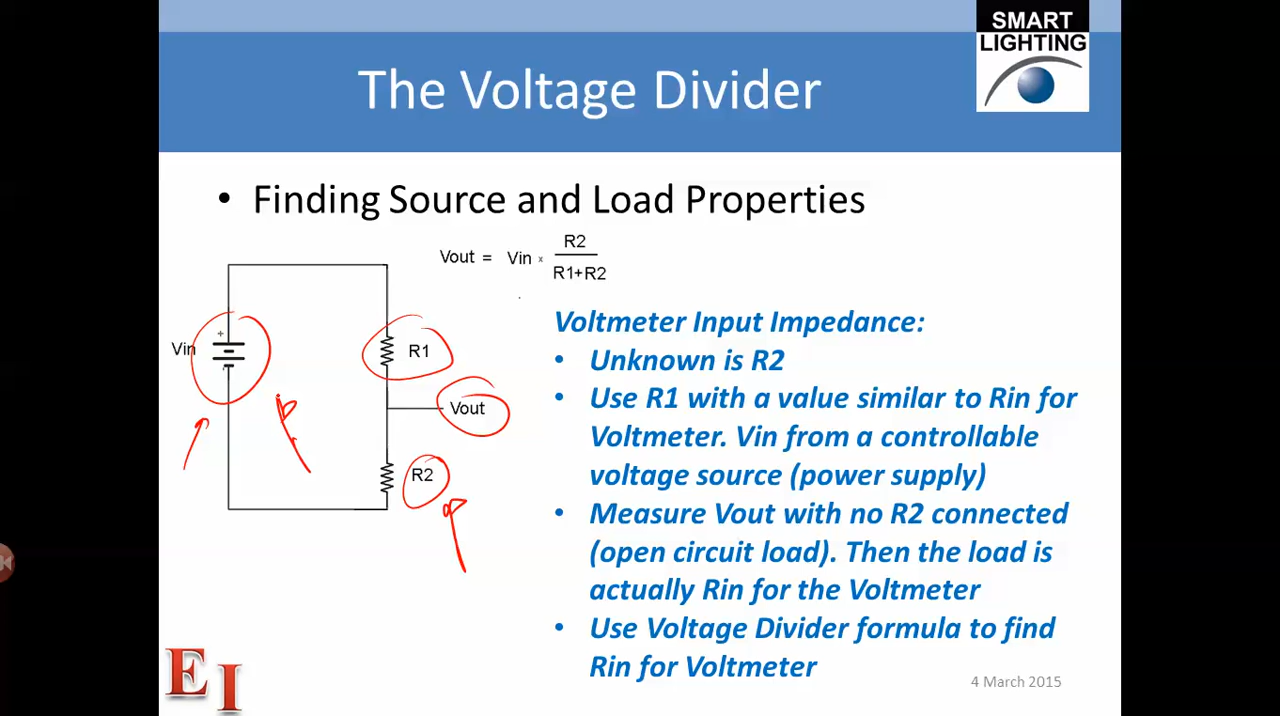 SMART
LIGHTING
The Voltage Divider
• Finding Source and Load Properties
Vout = Vin x R2
R1+R2
+
Vin
R1
Vout
R2
Voltmeter Input Impedance:
• Unknown is R2
• Use R1 with a value similar to Rin for
Voltmeter. Vin from a controllable
voltage source (power supply)
• Measure Vout with no R2 connected
(open circuit load). Then the load is
actually Rin for the Voltmeter
• Use Voltage Divider formula to find
Rin for Voltmeter
EI
4 March 2015